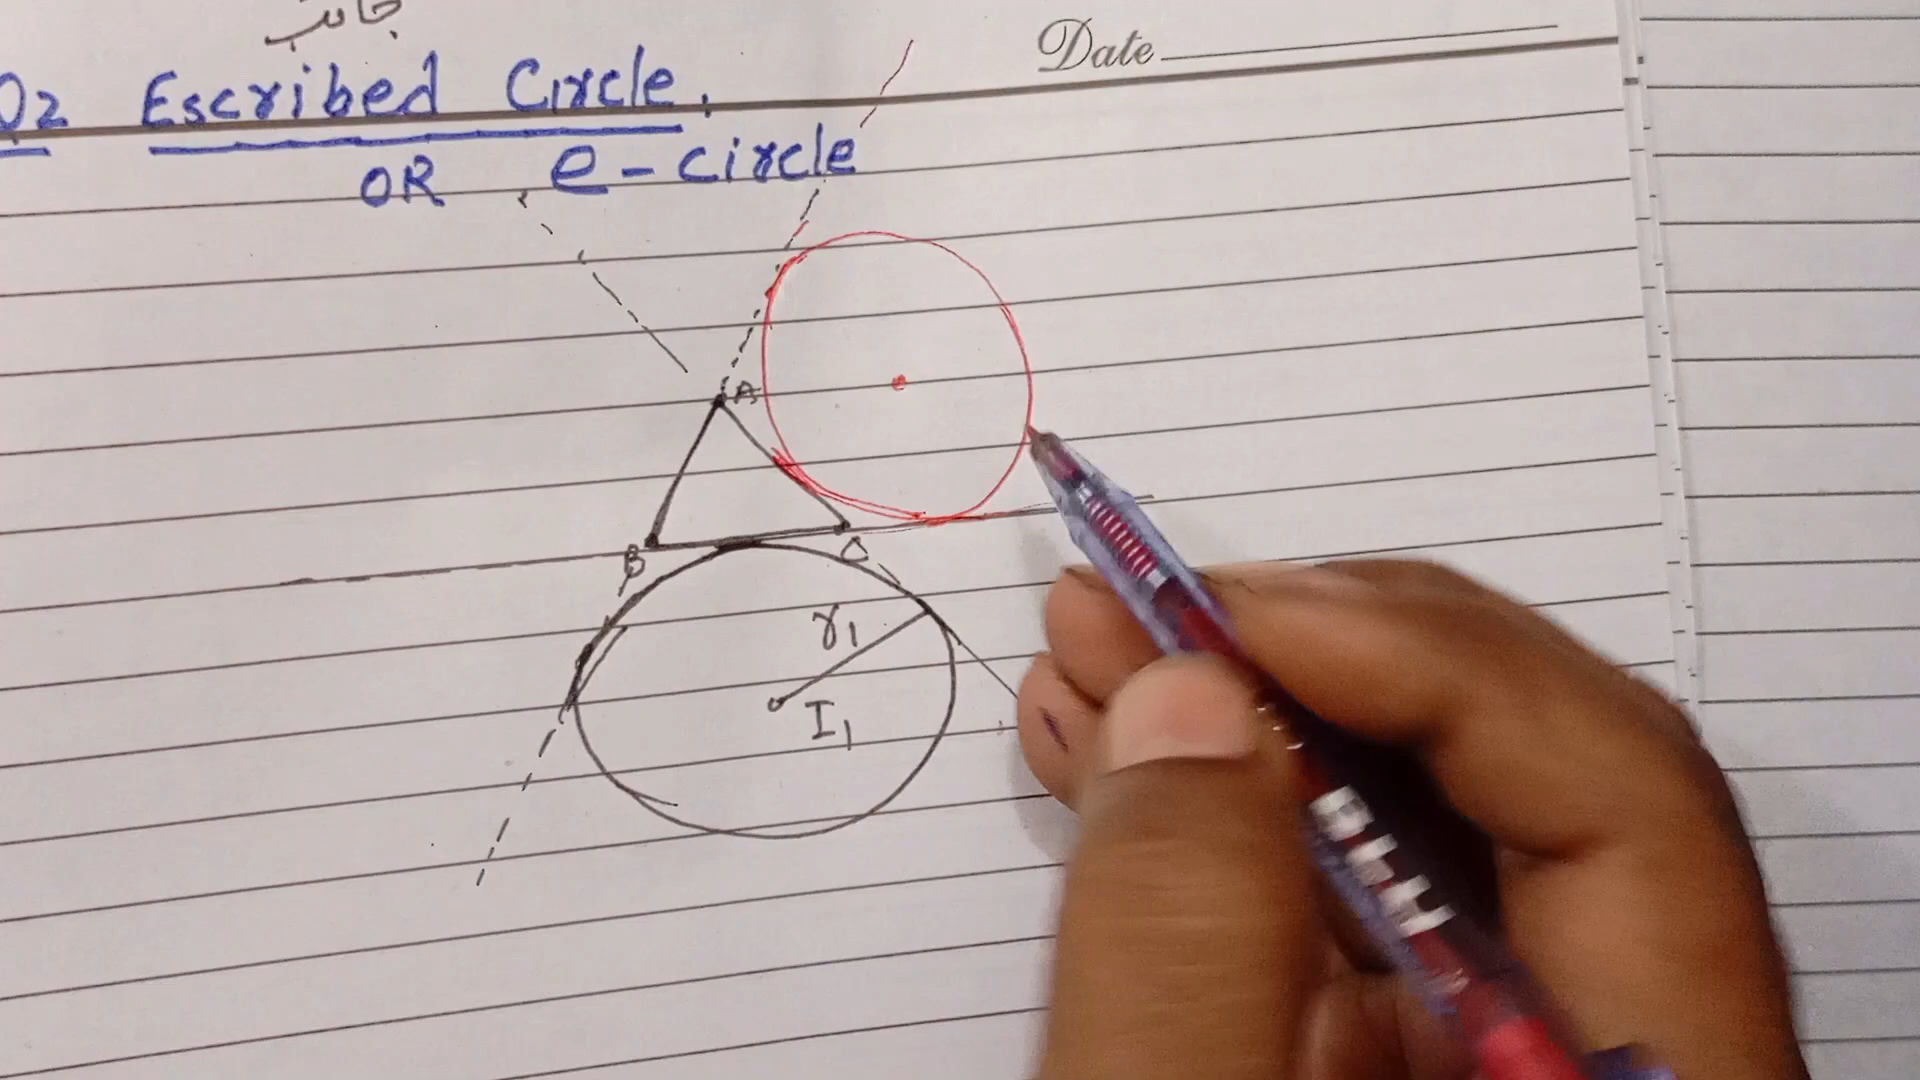 جانب
Date
Q2 Escribed Circle.
OR e-circle
A
B C
r1
I1